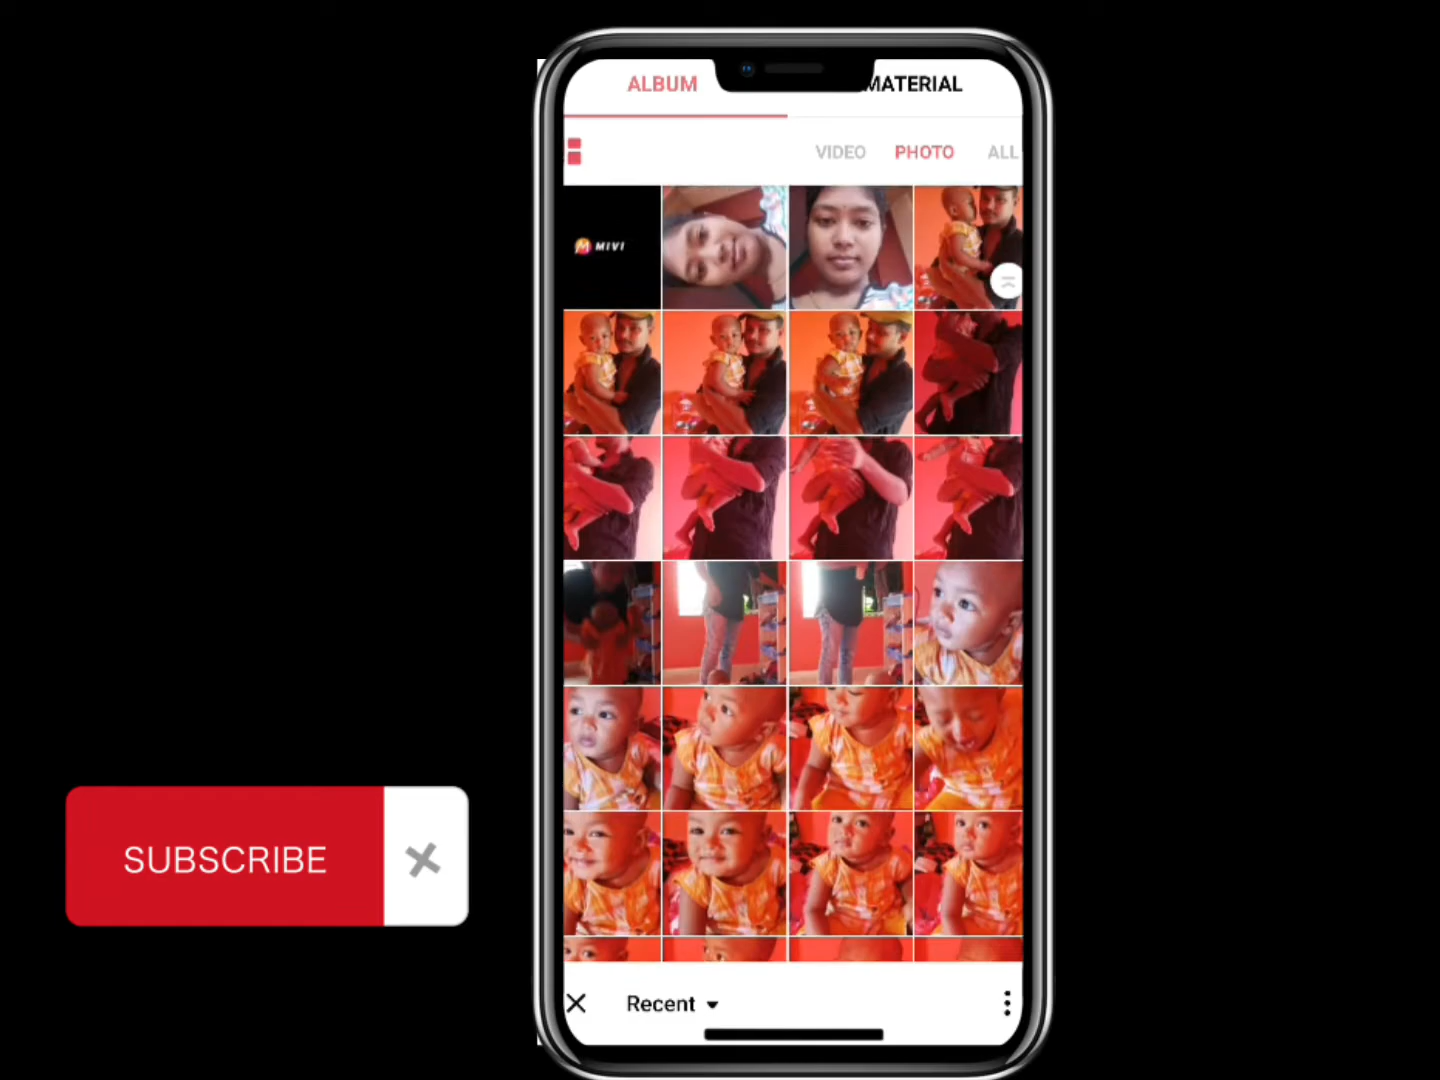 ALBUM MATERIAL
VIDEO PHOTO ALL
MIVI
SUBSCRIBE
Recent